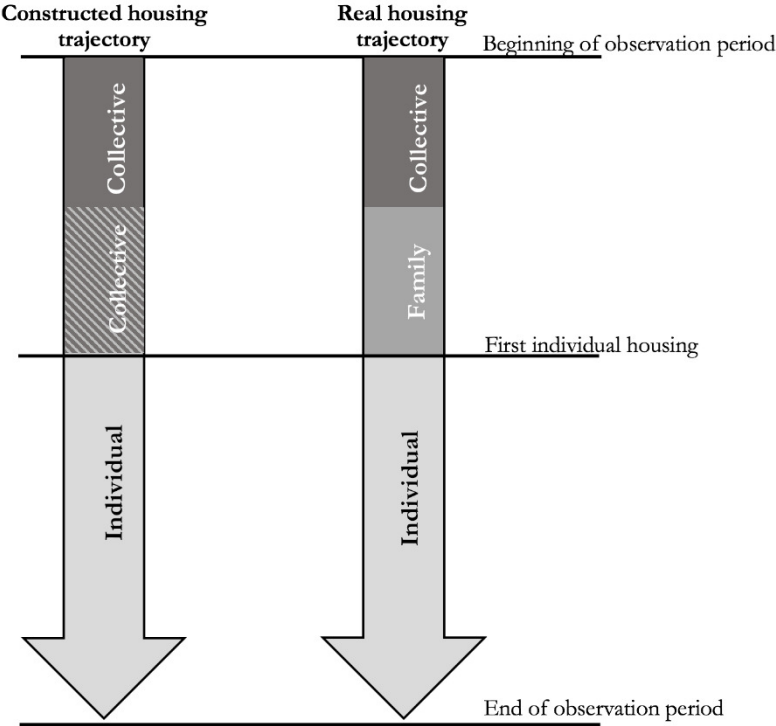 Constructed housing
trajectory
Real housing
trajectory
Beginning of observation period
Collective
Collective
Collective
Family
First individual housing
Individual
Individual
End of observation period